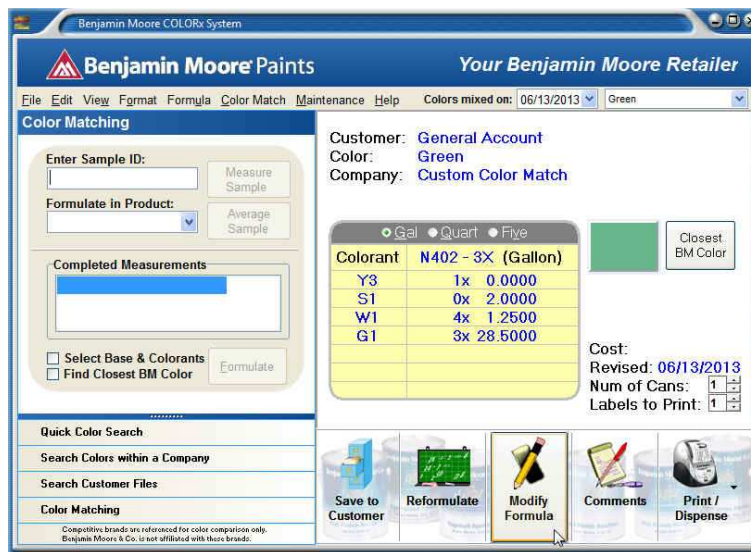 Benjamin Moore COLORx System
Benjamin Moore Paints
Your Benjamin Moore Retailer
File Edit View Format Formula Color Match Maintenance Help Colors mixed on: 06/13/2013 Green
Color Matching
Enter Sample ID:
Measure
Sample
Formulate in Product:
Average
Sample
Completed Measurements
Select Base & Colorants
Find Closest BM Color
Formulate
Quick Color Search
Search Colors within a Company
Search Customer Files
Color Matching
Competitive brands are referenced for color comparison only.
Benjamin Moore & Co. is not affiliated with these brands.
Customer: General Account
Color: Green
Company: Custom Color Match
Gal Quart Five
Colorant N402 - 3X (Gallon)
Y3 1x 0.0000
S1 0x 2.0000
W1 4x 1.2500
G1 3x 28.5000
Closest
BM Color
Cost:
Revised: 06/13/2013
Num of Cans: 1
Labels to Print: 1
Save to
Customer
Reformulate
Modify
Formula
Comments
Print /
Dispense